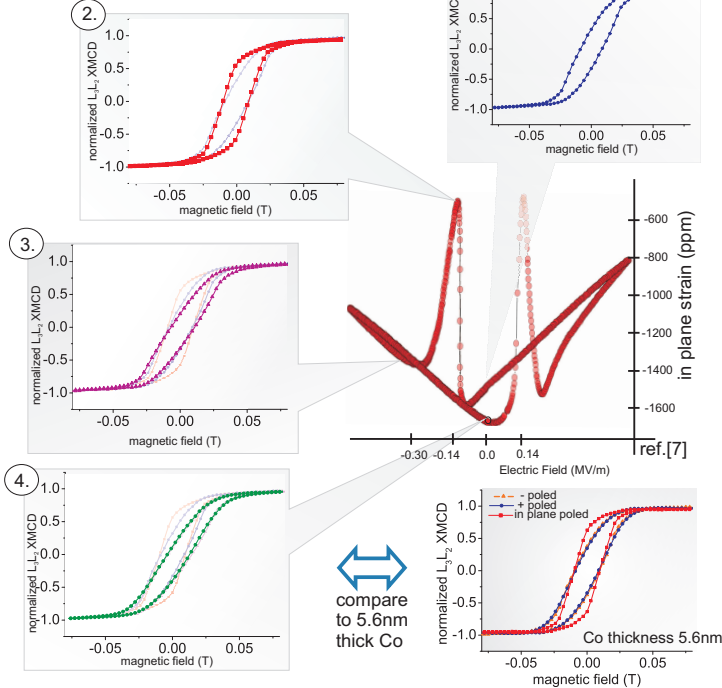 2.
normalized L3L2 XMCD
1.0
0.5
0.0
-0.5
-1.0
-0.05
0.00
0.05
magnetic field (T)
normalized L3L2 XMCD
0.5
0.0
-0.5
-1.0
-0.05
0.00
0.05
magnetic field (T)
3.
normalized L3L2 XMCD
1.0
0.5
0.0
-0.5
-1.0
-0.05
0.00
0.05
magnetic field (T)
-600
-800
-1000
-1200
-1400
-1600
in plane strain (ppm)
-0.30
-0.14
0.0
0.14
Electric Field (MV/m)
ref.[7]
4.
normalized L3L2 XMCD
1.0
0.5
0.0
-0.5
-1.0
-0.05
0.00
0.05
magnetic field (T)
compare
to 5.6nm
thick Co
normalized L3L2 XMCD
1.0
0.5
0.0
-0.5
-1.0
- poled
+ poled
in plane poled
Co thickness 5.6nm
-0.05
0.00
0.05
magnetic field (T)